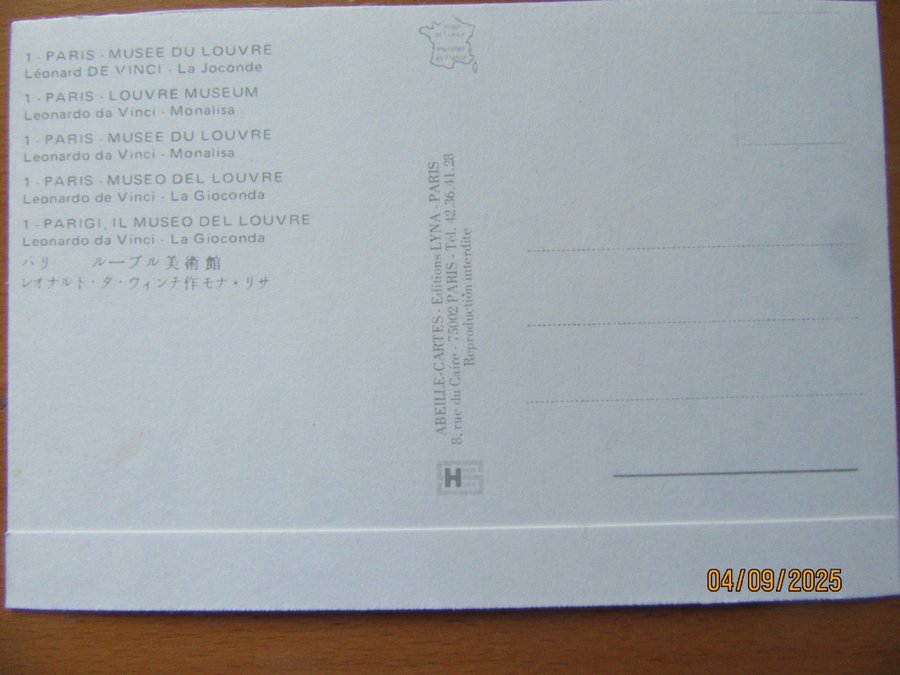 1 - PARIS - MUSEE DU LOUVRE
Léonard DE VINCI - La Joconde
1 - PARIS - LOUVRE MUSEUM
Leonardo da Vinci - Monalisa
1 - PARIS - MUSEE DU LOUVRE
Leonardo da Vinci - Monalisa
1 - PARIS - MUSEO DEL LOUVRE
Leonardo de Vinci - La Gioconda
1 - PARIGI, IL MUSEO DEL LOUVRE
Leonardo da Vinci - La Gioconda
パリ ルーブル美術館
レオナルト・ダ・ヴィンチ作モナ・リサ
ABEILLE-CARTES - Editions LYNA - PARIS
8, rue du Caire - 75002 PARIS - Tél. 42.36.41.28
Reproduction interdite
H
04/09/2025